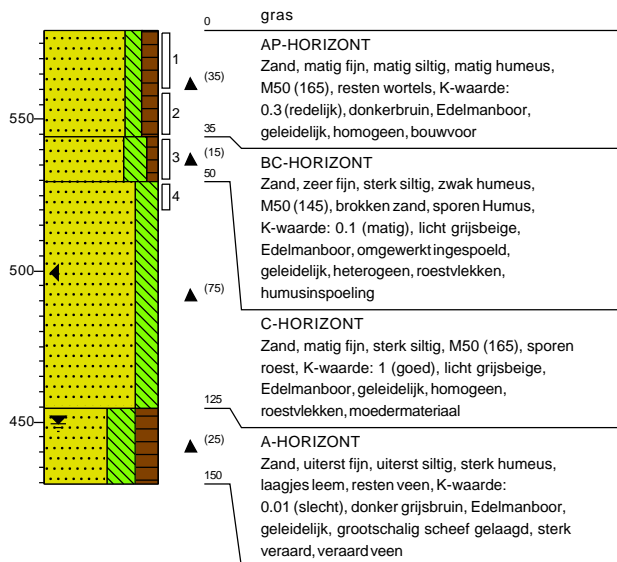 0
gras
AP-HORIZONT
Zand, matig fijn, matig siltig, matig humeus,
M50 (165), resten wortels, K-waarde:
0.3 (redelijk), donkerbruin, Edelmanboor,
geleidelijk, homogeen, bouwvoor
1
(35)
2
550
35
BC-HORIZONT
Zand, zeer fijn, sterk siltig, zwak humeus,
M50 (145), brokken zand, sporen Humus,
K-waarde: 0.1 (matig), licht grijsbeige,
Edelmanboor, omgewerktingespoeld,
geleidelijk, heterogeen, roestvlekken,
humusinspoeling
3
(15)
50
4
500
(75)
C-HORIZONT
Zand, matig fijn, sterk siltig, M50 (165), sporen
roest, K-waarde: 1 (goed), licht grijsbeige,
Edelmanboor, geleidelijk, homogeen,
roestvlekken, moedermateriaal
125
450
(25)
A-HORIZONT
Zand, uiterst fijn, uiterst siltig, sterk humeus,
laagjes leem, resten veen, K-waarde:
0.01 (slecht), donker grijsbruin, Edelmanboor,
geleidelijk, grootschalig scheef gelaagd, sterk
veraard, veraard veen
150